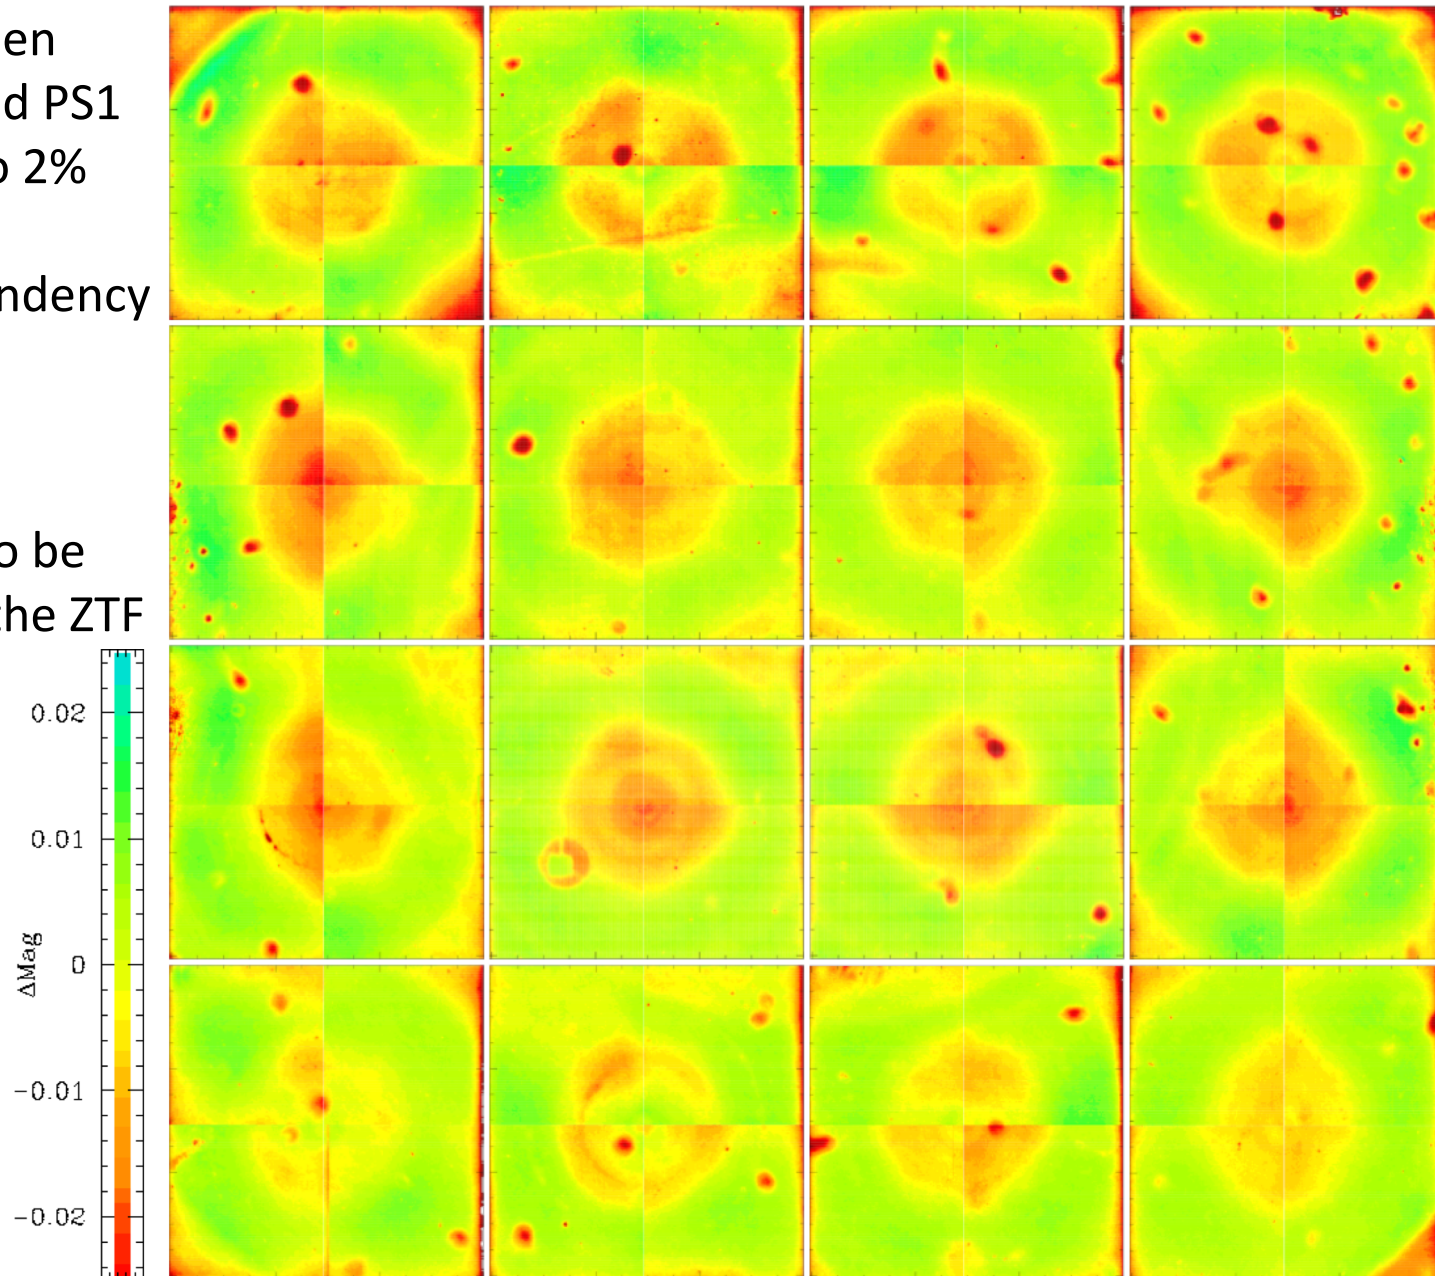 en
d PS1
o 2%
ndency
o be
the ZTF
0.02
0.01
0
-0.01
-0.02
ΔMag